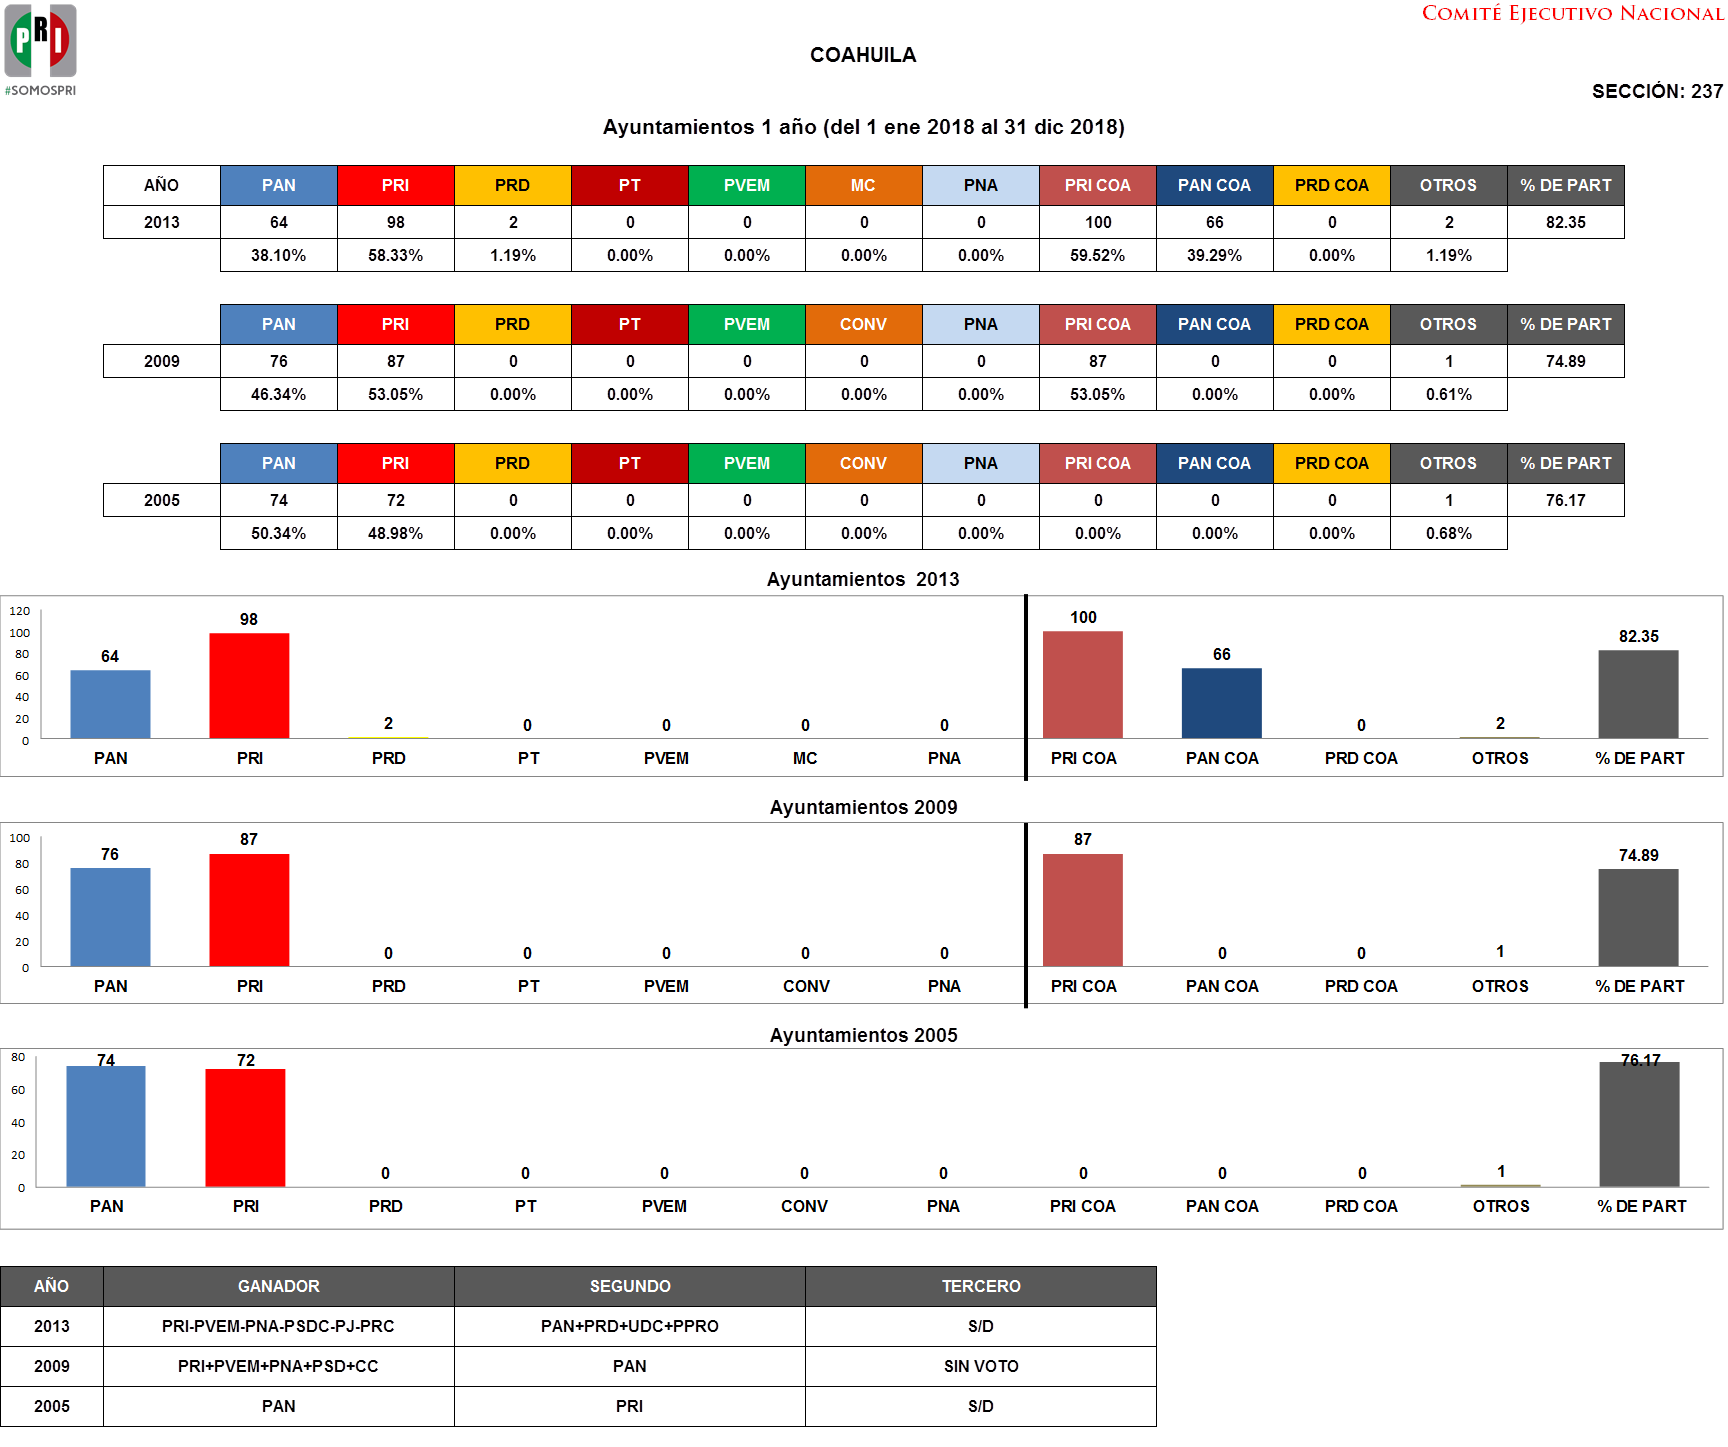 PRI
#SOMOSPRI
COMITÉ EJECUTIVO NACIONAL
COAHUILA
SECCIÓN: 237
Ayuntamientos 1 año (del 1 ene 2018 al 31 dic 2018)
AÑO PAN PRI PRD PT PVEM MC PNA PRI COA PAN COA PRD COA OTROS % DE PART
2013 64 98 2 0 0 0 0 100 66 0 2 82.35
38.10% 58.33% 1.19% 0.00% 0.00% 0.00% 0.00% 59.52% 39.29% 0.00% 1.19%
PAN PRI PRD PT PVEM CONV PNA PRI COA PAN COA PRD COA OTROS % DE PART
2009 76 87 0 0 0 0 0 87 0 0 1 74.89
46.34% 53.05% 0.00% 0.00% 0.00% 0.00% 0.00% 53.05% 0.00% 0.00% 0.61%
PAN PRI PRD PT PVEM CONV PNA PRI COA PAN COA PRD COA OTROS % DE PART
2005 74 72 0 0 0 0 0 0 0 0 1 76.17
50.34% 48.98% 0.00% 0.00% 0.00% 0.00% 0.00% 0.00% 0.00% 0.00% 0.68%
Ayuntamientos 2013
120
100
80
60
40
20
0
64 98 2 0 0 0 0 100 66 0 2 82.35
PAN PRI PRD PT PVEM MC PNA PRI COA PAN COA PRD COA OTROS % DE PART
Ayuntamientos 2009
100
80
60
40
20
0
76 87 0 0 0 0 0 87 0 0 1 74.89
PAN PRI PRD PT PVEM CONV PNA PRI COA PAN COA PRD COA OTROS % DE PART
Ayuntamientos 2005
80
60
40
20
0
74 72 0 0 0 0 0 0 0 0 1 76.17
PAN PRI PRD PT PVEM CONV PNA PRI COA PAN COA PRD COA OTROS % DE PART
AÑO GANADOR SEGUNDO TERCERO
2013 PRI-PVEM-PNA-PSDC-PJ-PRC PAN+PRD+UDC+PPRO S/D
2009 PRI+PVEM+PNA+PSD+CC PAN SIN VOTO
2005 PAN PRI S/D